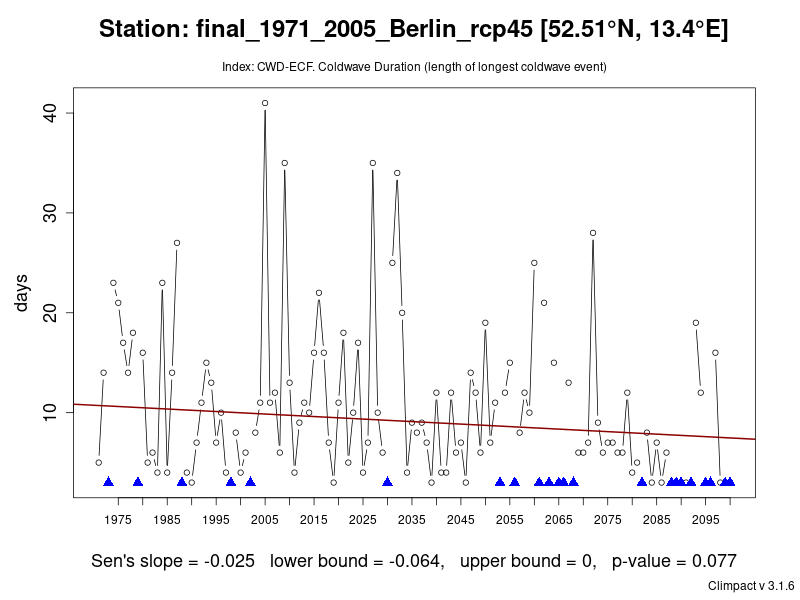 Station: final_1971_2005_Berlin_rcp45 [52.51°N, 13.4°E]
Index: CWD-ECF. Coldwave Duration (length of longest coldwave event)
40
30
20
10
days
1975 1985 1995 2005 2015 2025 2035 2045 2055 2065 2075 2085 2095
Sen's slope = -0.025 lower bound = -0.064, upper bound = 0, p-value = 0.077
Climpact v 3.1.6